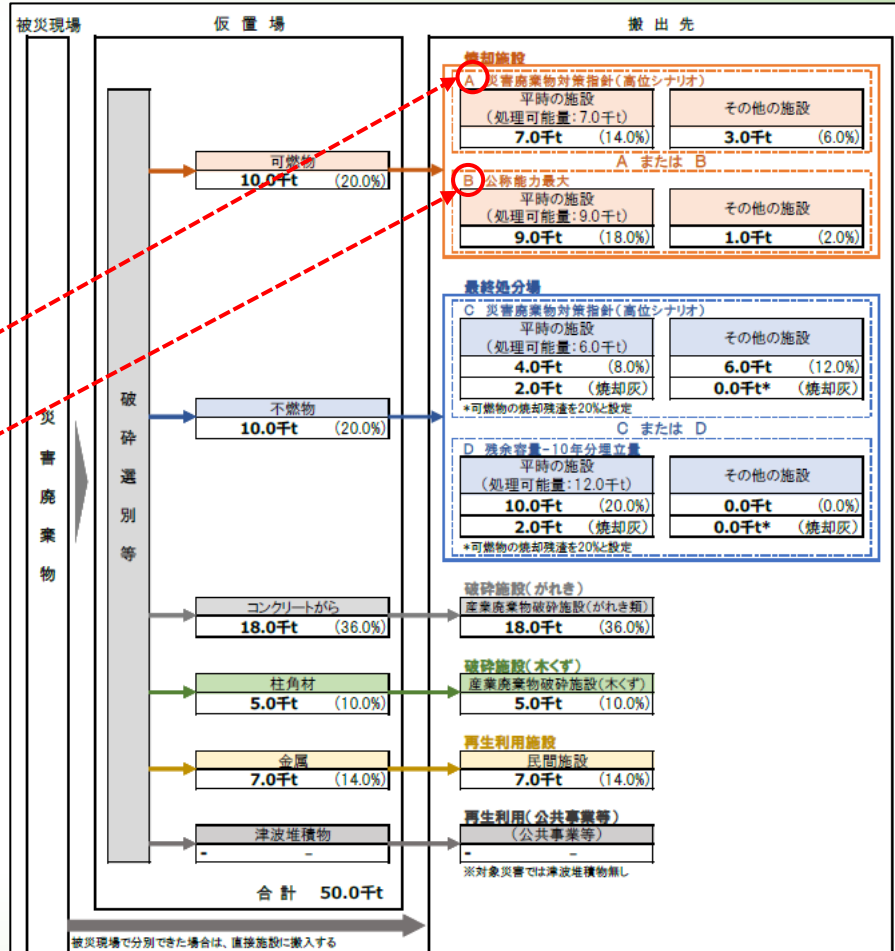 被災現場
仮置場
搬出先
災害廃棄物
破砕選別等
可燃物
10.0千t (20.0%)
不燃物
10.0千t (20.0%)
コンクリートがら
18.0千t (36.0%)
柱角材
5.0千t (10.0%)
金属
7.0千t (14.0%)
津波堆積物
- -
合計 50.0千t
焼却施設
A 災害廃棄物対策指針(高位シナリオ)
平時の施設
(処理可能量:7.0千t)
7.0千t (14.0%)
その他の施設
3.0千t (6.0%)
A または B
B 公称能力最大
平時の施設
(処理可能量:9.0千t)
9.0千t (18.0%)
その他の施設
1.0千t (2.0%)
最終処分場
C 災害廃棄物対策指針(高位シナリオ)
平時の施設
(処理可能量:6.0千t)
4.0千t (8.0%)
2.0千t (焼却灰)
その他の施設
6.0千t (12.0%)
0.0千t* (焼却灰)
*可燃物の焼却残渣を20%と設定
C または D
D 残余容量-10年分埋立量
平時の施設
(処理可能量:12.0千t)
10.0千t (20.0%)
2.0千t (焼却灰)
その他の施設
0.0千t (0.0%)
0.0千t* (焼却灰)
*可燃物の焼却残渣を20%と設定
破砕施設(がれき)
産業廃棄物破砕施設(がれき類)
18.0千t (36.0%)
破砕施設(木くず)
産業廃棄物破砕施設(木くず)
5.0千t (10.0%)
再生利用施設
民間施設
7.0千t (14.0%)
再生利用(公共事業等)
(公共事業等)
- -
※対象災害では津波堆積物無し
被災現場で分別できた場合は、直接施設に搬入する